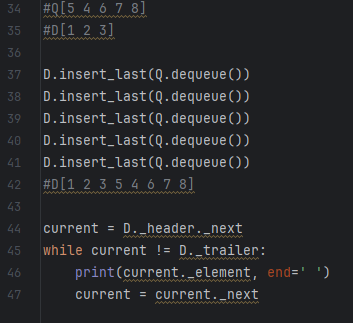 34 #Q[5 4 6 7 8]
35 #D[1 2 3]
36
37 D.insert_last(Q.dequeue())
38 D.insert_last(Q.dequeue())
39 D.insert_last(Q.dequeue())
40 D.insert_last(Q.dequeue())
41 D.insert_last(Q.dequeue())
42 #D[1 2 3 5 4 6 7 8]
43
44 current = D._header._next
45 while current != D._trailer:
46     print(current._element, end=' ')
47     current = current._next